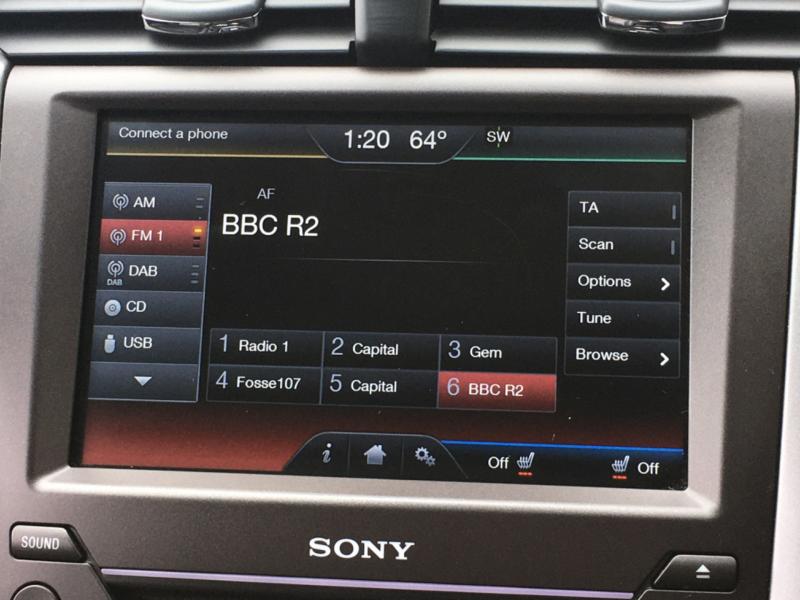 Connect a phone
1:20 64° SW
AF
BBC R2
AM
FM 1
DAB
DAB
CD
USB
TA
Scan
Options
Tune
Browse
1 Radio 1
2 Capital
3 Gem
4 Fosse107
5 Capital
6 BBC R2
i
Off
Off
SOUND
SONY